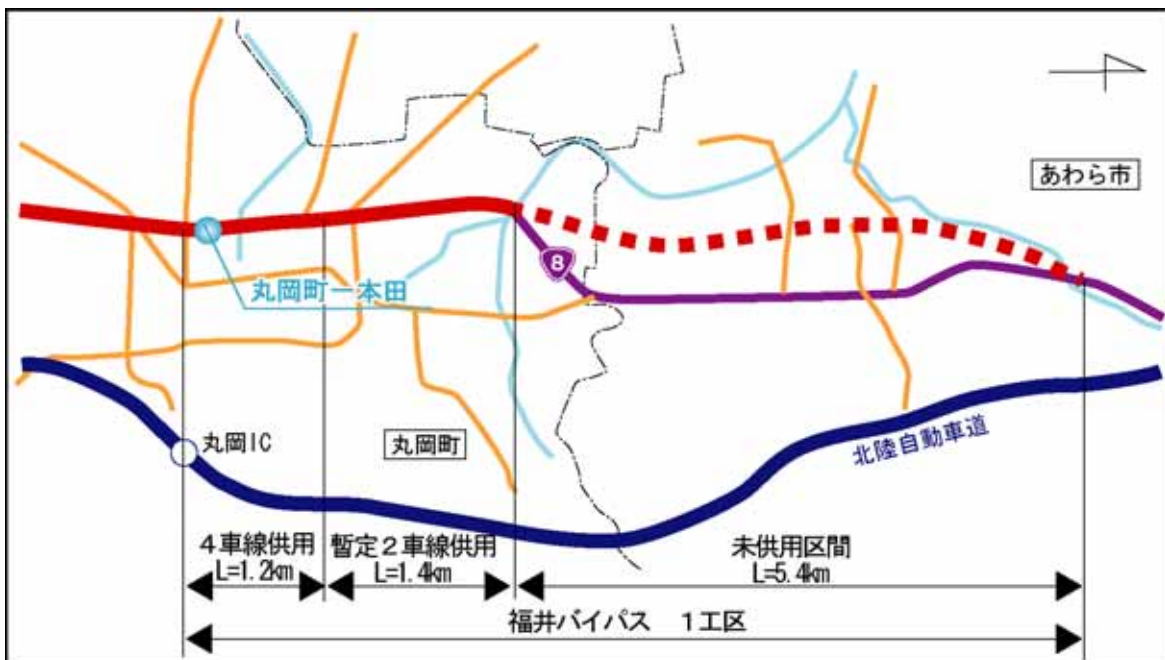 あわら市
8
丸岡町一本田
丸岡IC
丸岡町
北陸自動車道
4車線供用
L=1.2km
暫定2車線供用
L=1.4km
未供用区間
L=5.4km
福井バイパス 1工区